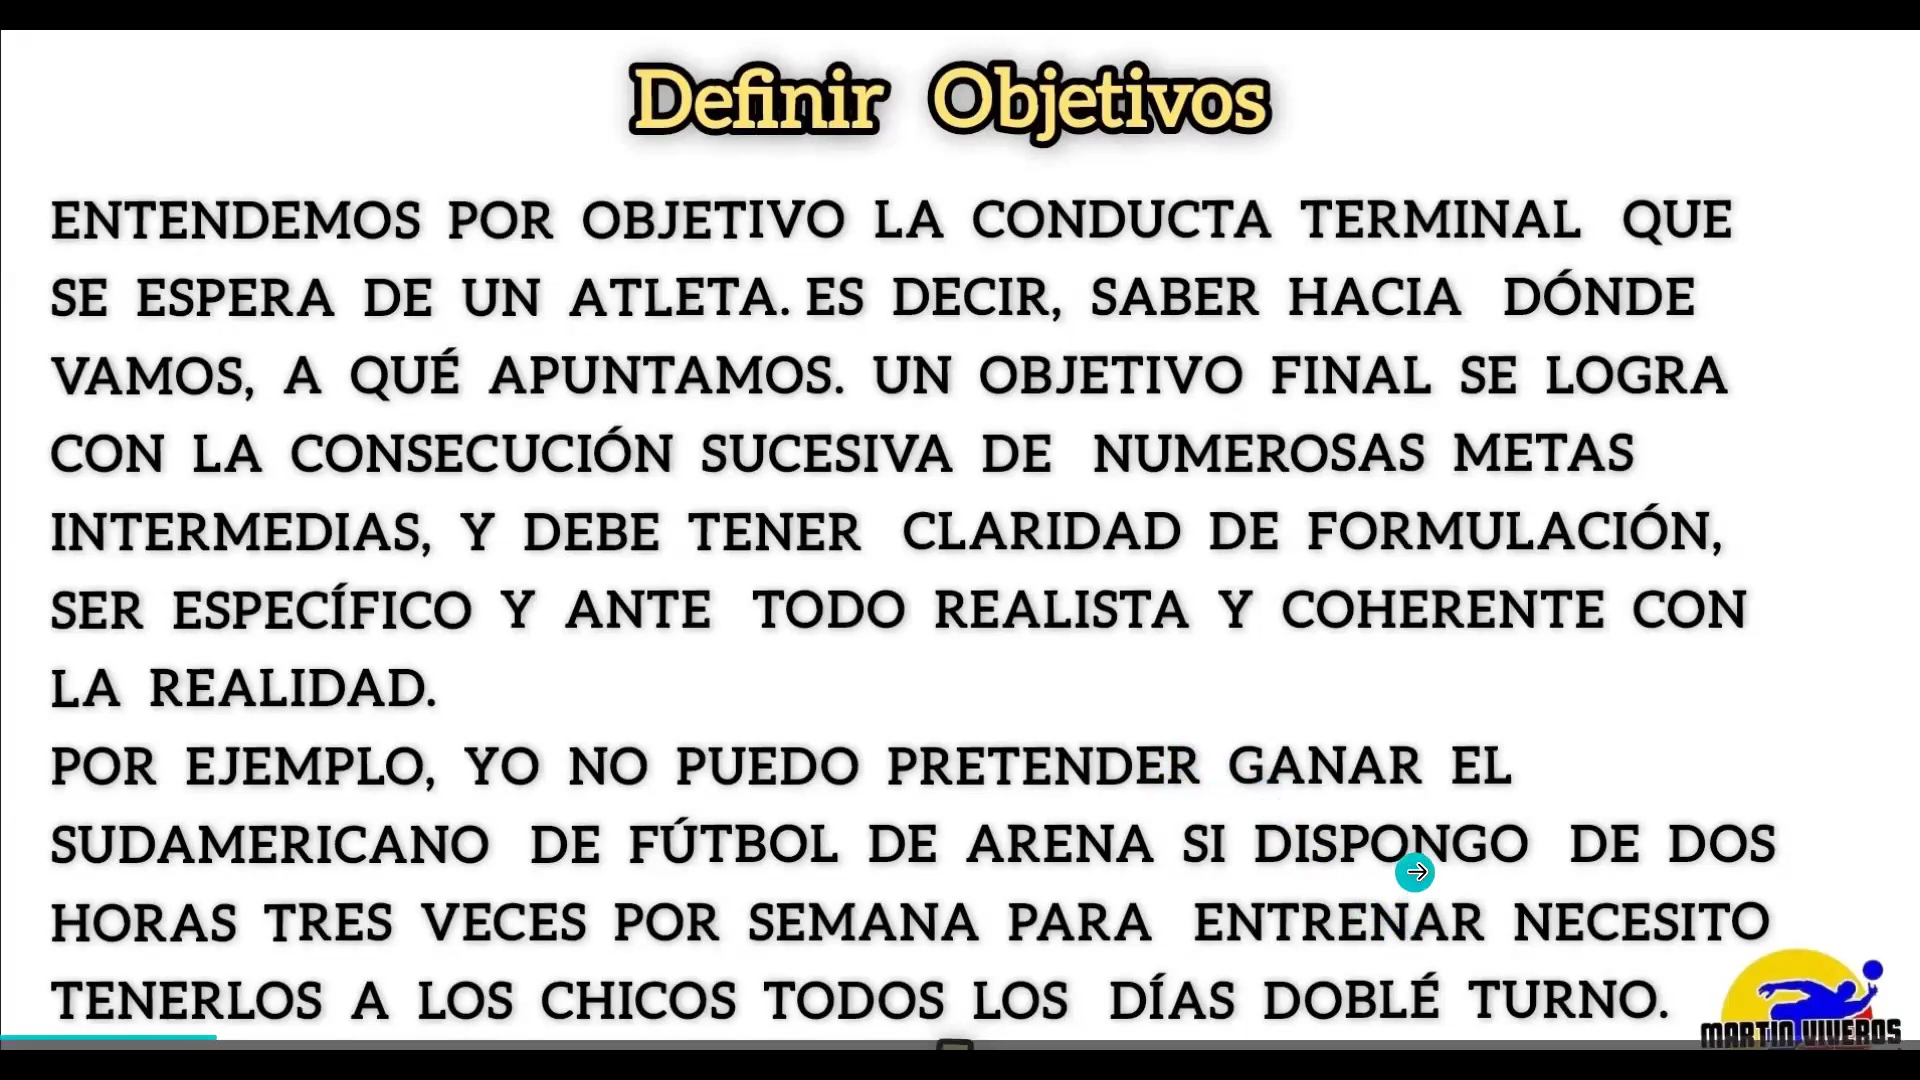 Definir Objetivos
ENTENDEMOS POR OBJETIVO LA CONDUCTA TERMINAL QUE
SE ESPERA DE UN ATLETA. ES DECIR, SABER HACIA DÓNDE
VAMOS, A QUÉ APUNTAMOS. UN OBJETIVO FINAL SE LOGRA
CON LA CONSECUCIÓN SUCESIVA DE NUMEROSAS METAS
INTERMEDIAS, Y DEBE TENER CLARIDAD DE FORMULACIÓN,
SER ESPECÍFICO Y ANTE TODO REALISTA Y COHERENTE CON
LA REALIDAD.
POR EJEMPLO, YO NO PUEDO PRETENDER GANAR EL
SUDAMERICANO DE FÚTBOL DE ARENA SI DISPONGO DE DOS
HORAS TRES VECES POR SEMANA PARA ENTRENAR NECESITO
TENERLOS A LOS CHICOS TODOS LOS DÍAS DOBLÉ TURNO.
MARTIN VIVEROS